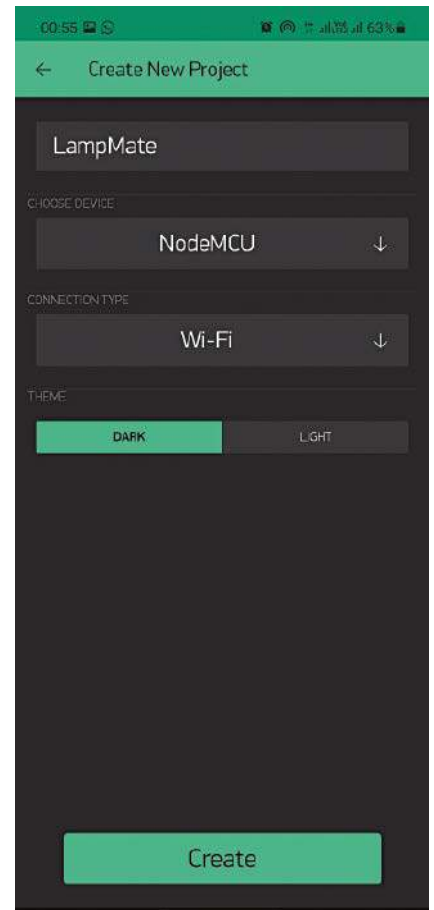 00:55 63%
← Create New Project
LampMate
CHOOSE DEVICE
NodeMCU ↓
CONNECTION TYPE
Wi-Fi ↓
THEME
DARK LIGHT
Create